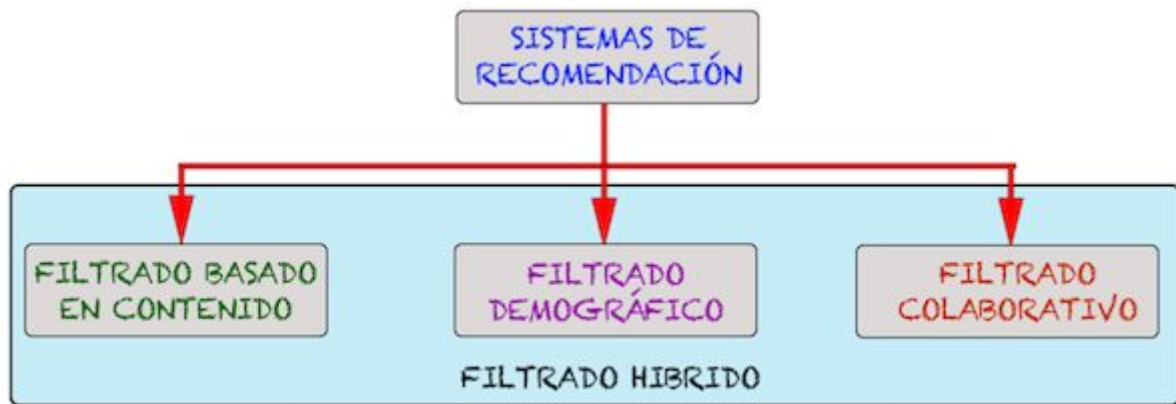 SISTEMAS DE
RECOMENDACIÓN
FILTRADO BASADO
EN CONTENIDO
FILTRADO
DEMOGRÁFICO
FILTRADO
COLABORATIVO
FILTRADO HIBRIDO